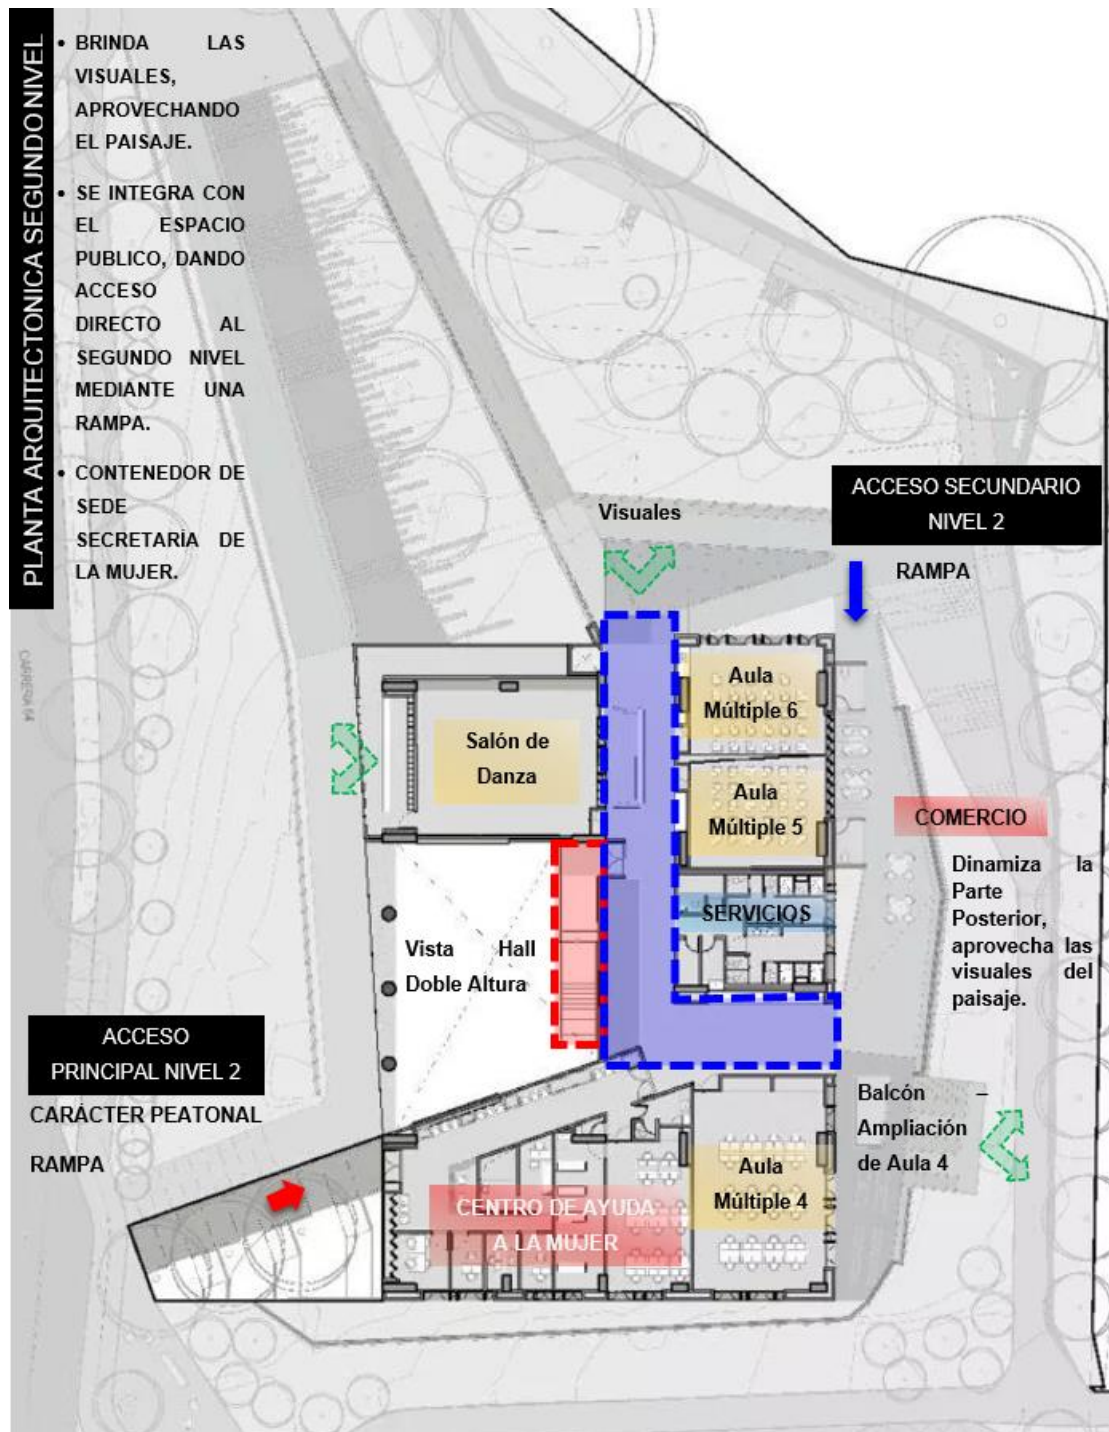 PLANTA ARQUITECTONICA SEGUNDO NIVEL
• BRINDA LAS
VISUALES,
APROVECHANDO
EL PAISAJE.
• SE INTEGRA CON
EL ESPACIO
PUBLICO, DANDO
ACCESO
DIRECTO AL
SEGUNDO NIVEL
MEDIANTE UNA
RAMPA.
• CONTENEDOR DE
SEDE
SECRETARÍA DE
LA MUJER.
Visuales
ACCESO SECUNDARIO
NIVEL 2
RAMPA
CARRERA 64
Aula
Múltiple 6
Salón de
Danza
Aula
Múltiple 5
COMERCIO
Dinamiza la
Parte
Posterior,
aprovecha las
visuales del
paisaje.
SERVICIOS
Vista Hall
Doble Altura
ACCESO
PRINCIPAL NIVEL 2
CARÁCTER PEATONAL
RAMPA
Balcón –
Ampliación
de Aula 4
Aula
Múltiple 4
CENTRO DE AYUDA
A LA MUJER